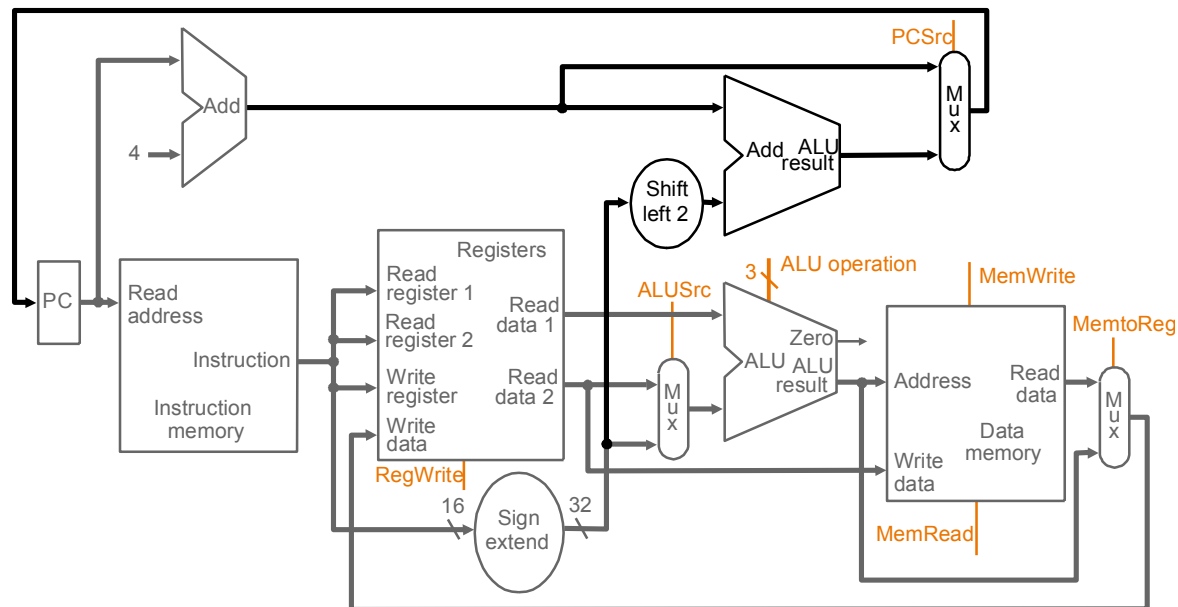 PCSrc
M
u
x
Add
4
Add
ALU
result
Shift
left 2
PC
Read
address
Instruction
Instruction
memory
Registers
Read
register 1
Read
register 2
Write
register
Write
data
Read
data 1
Read
data 2
RegWrite
16
Sign
extend
32
ALUSrc
M
u
x
3
ALU operation
Zero
ALU
ALU
result
MemWrite
Address
Read
data
Data
memory
Write
data
MemRead
MemtoReg
M
u
x